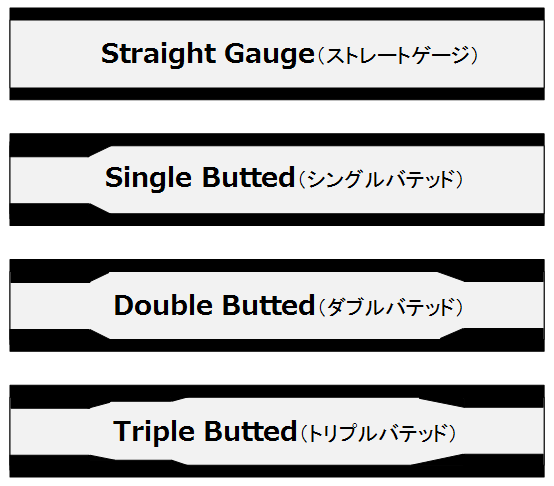 Straight Gauge(ストレートゲージ)
Single Butted(シングルバテッド)
Double Butted(ダブルバテッド)
Triple Butted(トリプルバテッド)